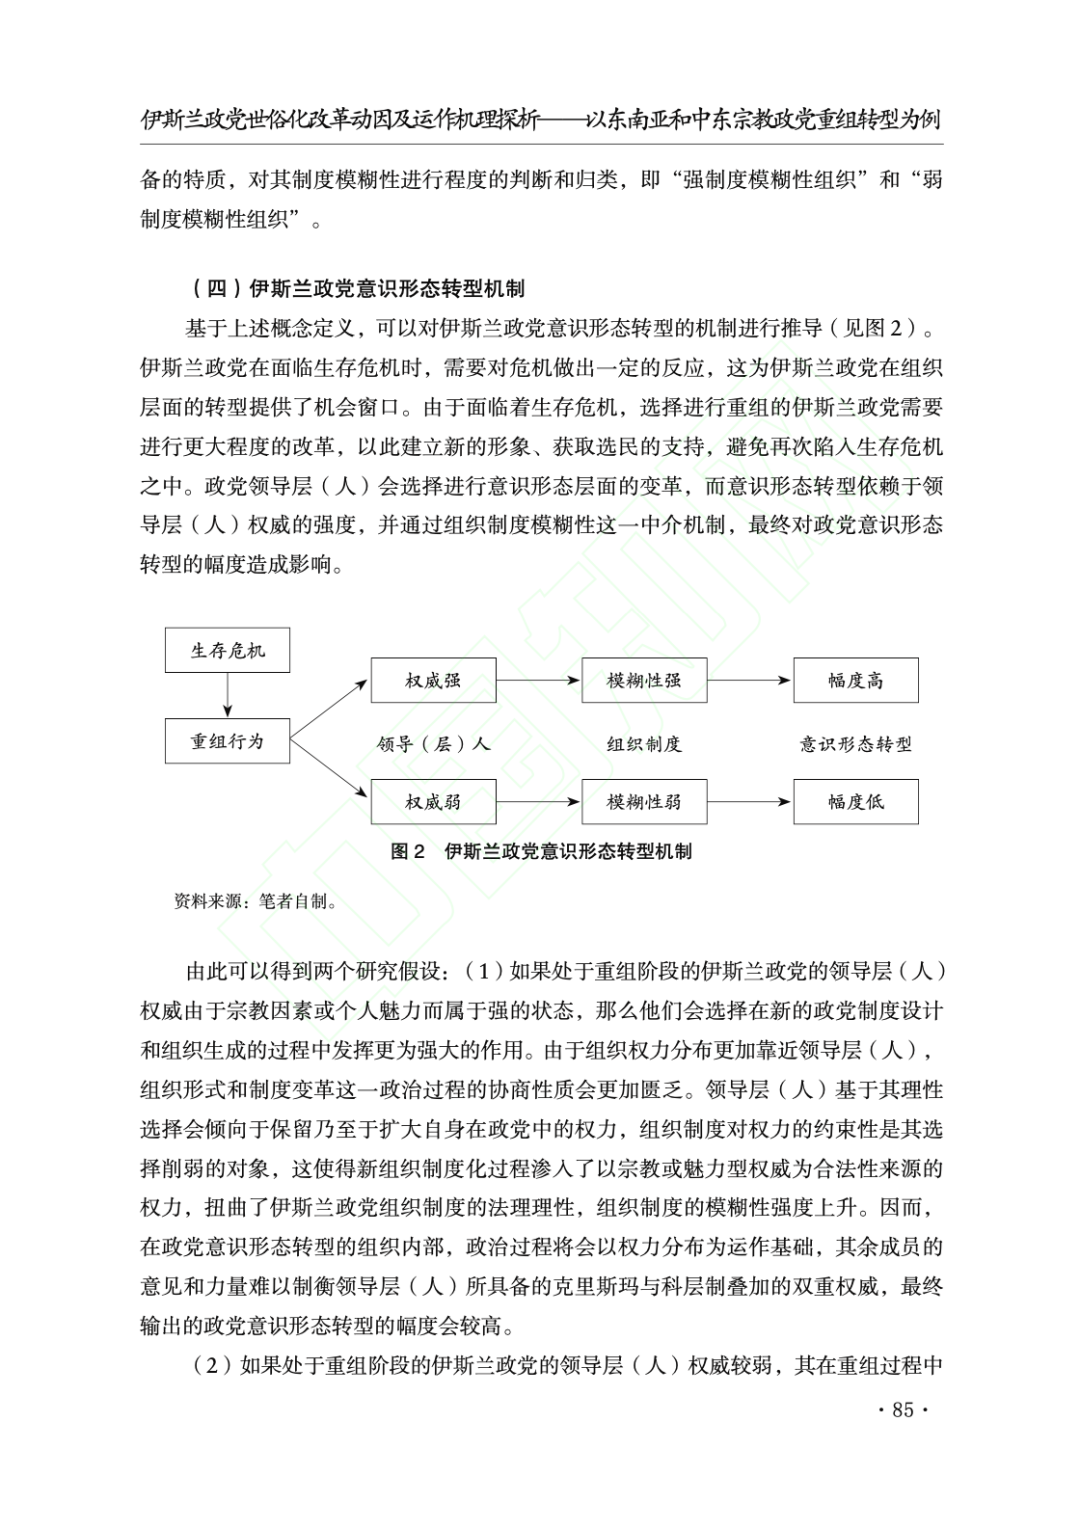 伊斯兰政党世俗化改革动因及运作机理探析——以东南亚和中东宗教政党重组转型为例
备的特质，对其制度模糊性进行程度的判断和归类，即“强制度模糊性组织”和“弱
制度模糊性组织”。
（四）伊斯兰政党意识形态转型机制
基于上述概念定义，可以对伊斯兰政党意识形态转型的机制进行推导（见图 2）。
伊斯兰政党在面临生存危机时，需要对危机做出一定的反应，这为伊斯兰政党在组织
层面的转型提供了机会窗口。由于面临着生存危机，选择进行重组的伊斯兰政党需要
进行更大程度的改革，以此建立新的形象、获取选民的支持，避免再次陷入生存危机
之中。政党领导层（人）会选择进行意识形态层面的变革，而意识形态转型依赖于领
导层（人）权威的强度，并通过组织制度模糊性这一中介机制，最终对政党意识形态
转型的幅度造成影响。
生存危机
权威强 模糊性强 幅度高
重组行为 领导（层）人 组织制度 意识形态转型
权威弱 模糊性弱 幅度低
图 2 伊斯兰政党意识形态转型机制
资料来源：笔者自制。
由此可以得到两个研究假设：（1）如果处于重组阶段的伊斯兰政党的领导层（人）
权威由于宗教因素或个人魅力而属于强的状态，那么他们会选择在新的政党制度设计
和组织生成的过程中发挥更为强大的作用。由于组织权力分布更加靠近领导层（人），
组织形式和制度变革这一政治过程的协商性质会更加匮乏。领导层（人）基于其理性
选择会倾向于保留乃至于扩大自身在政党中的权力，组织制度对权力的约束性是其选
择削弱的对象，这使得新组织制度化过程渗入了以宗教或魅力型权威为合法性来源的
权力，扭曲了伊斯兰政党组织制度的法理理性，组织制度的模糊性强度上升。因而，
在政党意识形态转型的组织内部，政治过程将会以权力分布为运作基础，其余成员的
意见和力量难以制衡领导层（人）所具备的克里斯玛与科层制叠加的双重权威，最终
输出的政党意识形态转型的幅度会较高。
（2）如果处于重组阶段的伊斯兰政党的领导层（人）权威较弱，其在重组过程中
·85·
中国知网